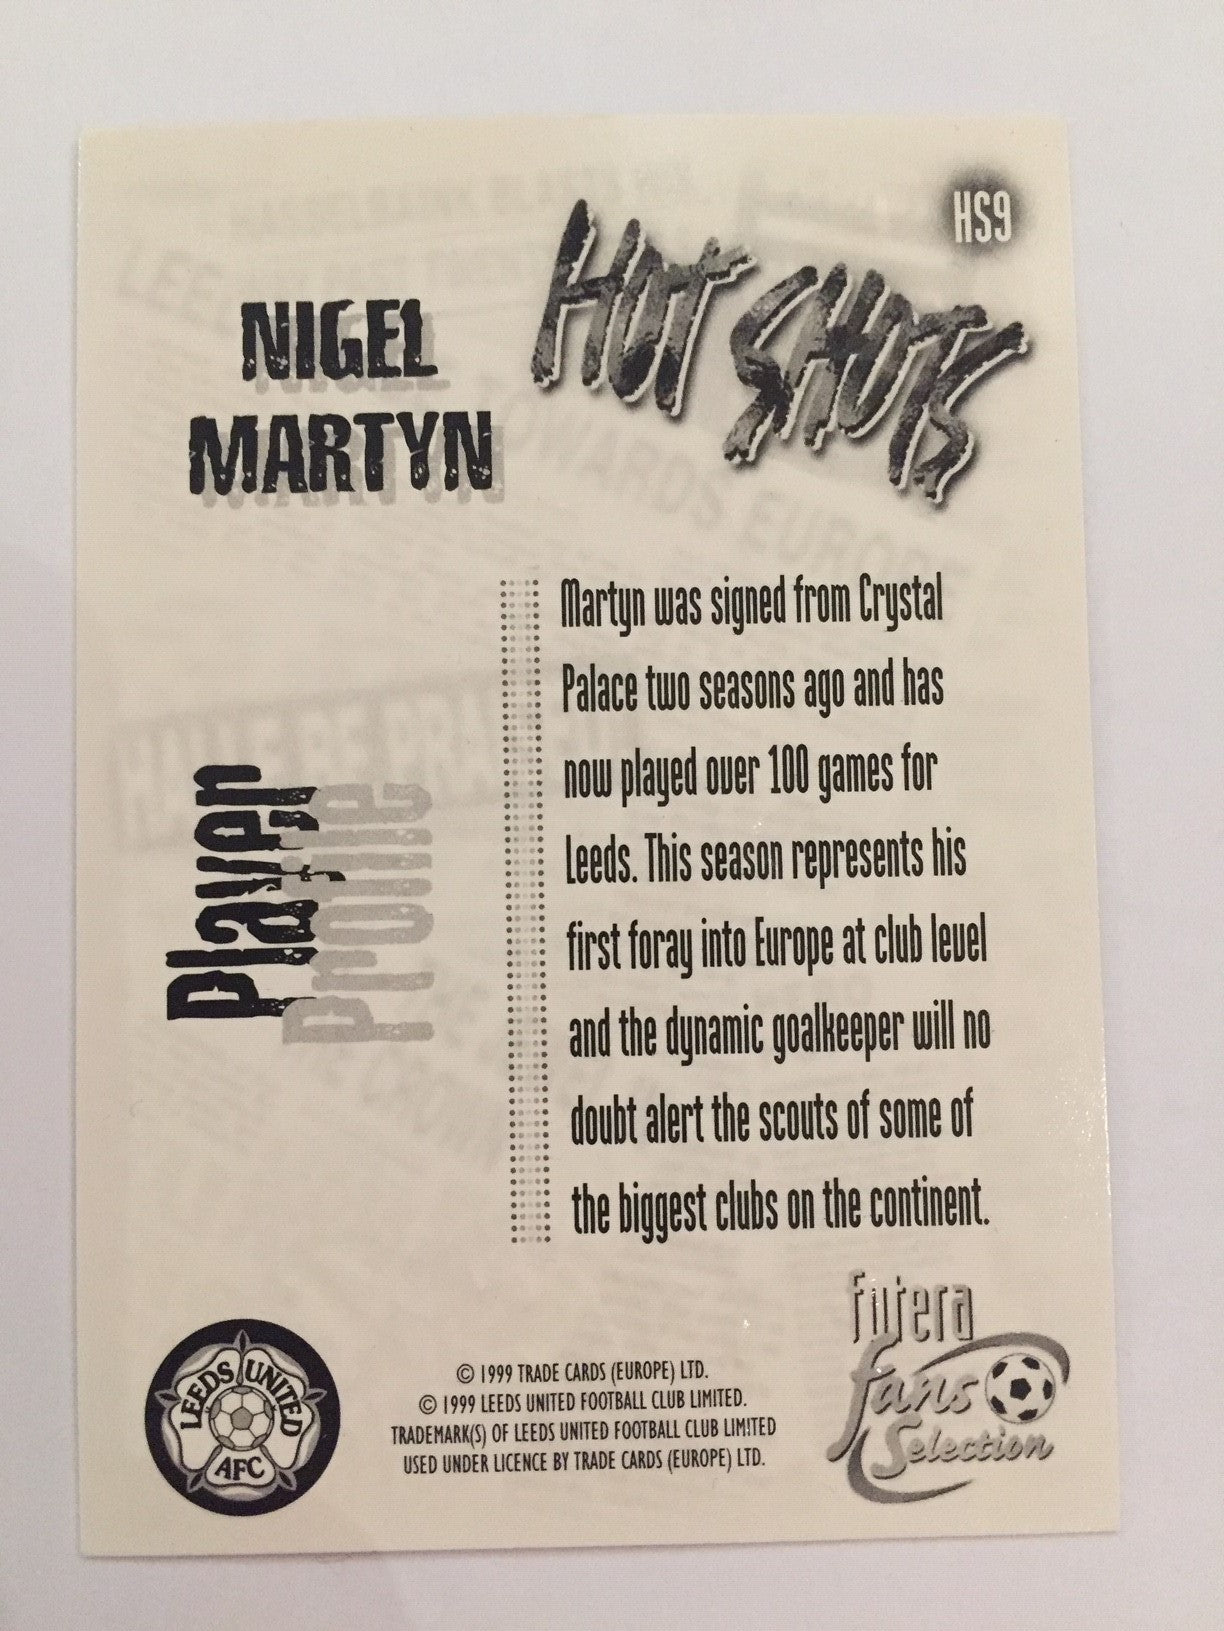 HS9
HOT SHOTS
NIGEL
MARTYN
Player
Profile
Martyn was signed from Crystal
Palace two seasons ago and has
now played over 100 games for
Leeds. This season represents his
first foray into Europe at club level
and the dynamic goalkeeper will no
doubt alert the scouts of some of
the biggest clubs on the continent.
LEEDS UNITED
AFC
© 1999 TRADE CARDS (EUROPE) LTD.
© 1999 LEEDS UNITED FOOTBALL CLUB LIMITED.
TRADEMARK(S) OF LEEDS UNITED FOOTBALL CLUB LIMITED
USED UNDER LICENCE BY TRADE CARDS (EUROPE) LTD.
futera
fans
Selection
TOWARDS EUROPE